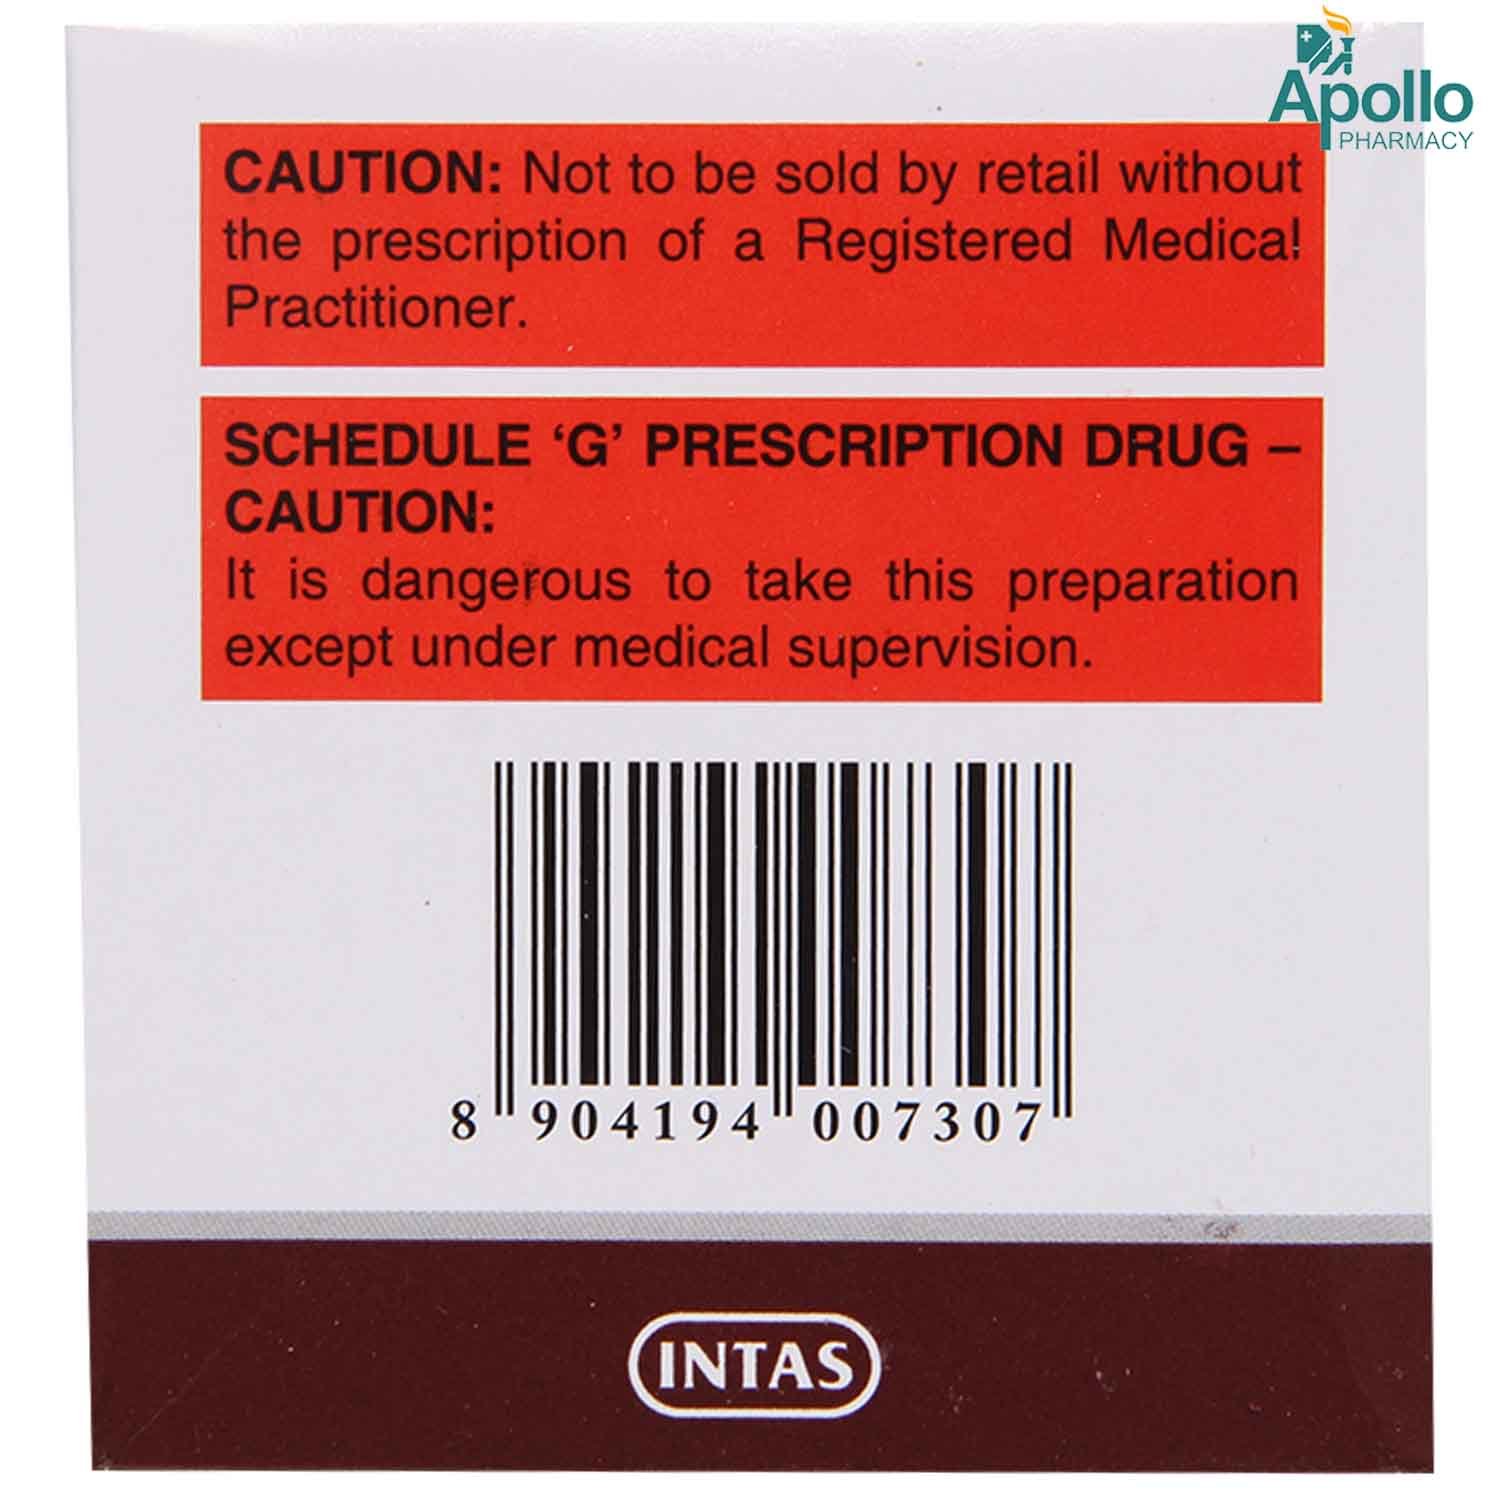 Apollo
PHARMACY
CAUTION: Not to be sold by retail without
the prescription of a Registered Medical
Practitioner.
SCHEDULE ‘G’ PRESCRIPTION DRUG –
CAUTION:
It is dangerous to take this preparation
except under medical supervision.
8 904194 007307
INTAS